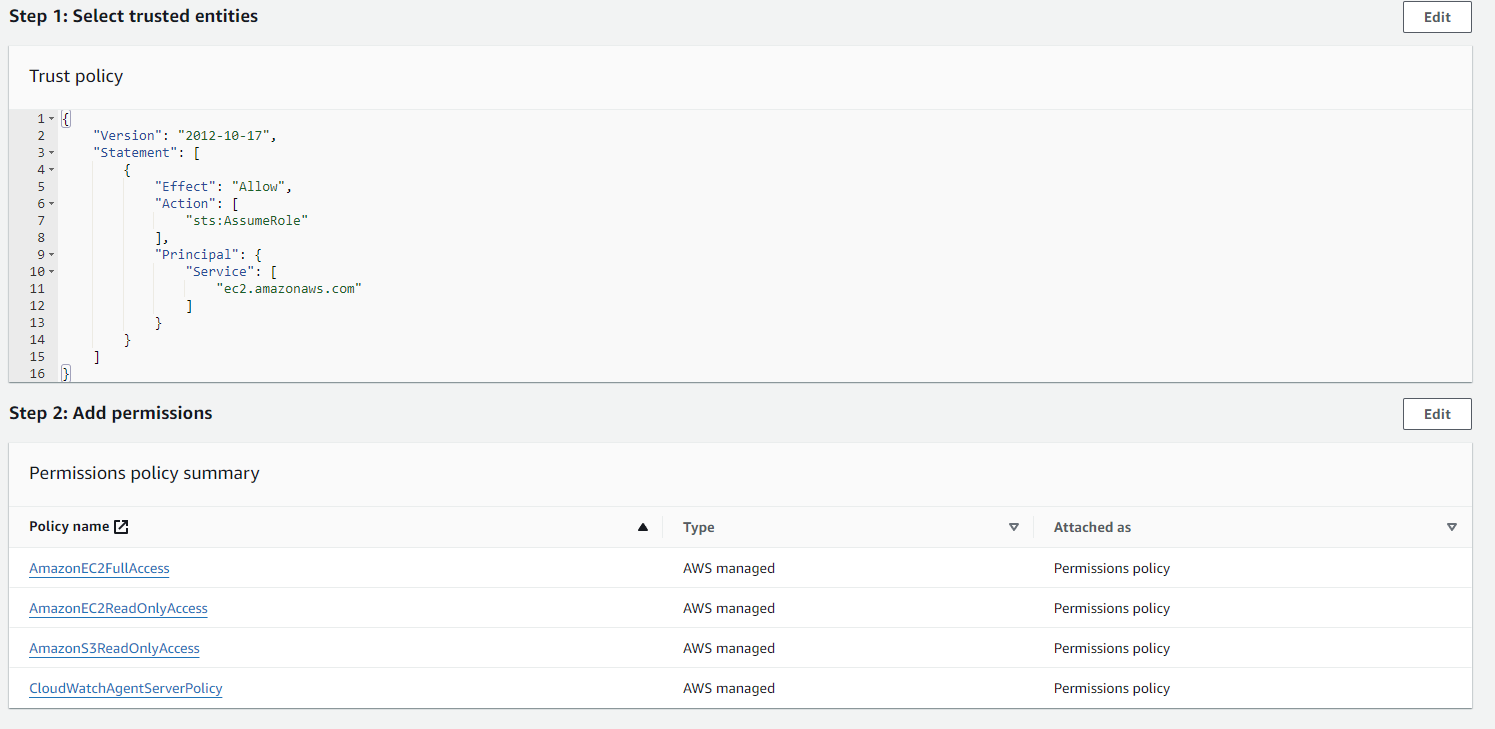 Step 1: Select trusted entities
Edit
Trust policy
1 {
2 "Version": "2012-10-17",
3 "Statement": [
4 {
5 "Effect": "Allow",
6 "Action": [
7 "sts:AssumeRole"
8 ],
9 "Principal": {
10 "Service": [
11 "ec2.amazonaws.com"
12 ]
13 }
14 }
15 ]
16 }
Step 2: Add permissions
Edit
Permissions policy summary
Policy name Type Attached as
AmazonEC2FullAccess AWS managed Permissions policy
AmazonEC2ReadOnlyAccess AWS managed Permissions policy
AmazonS3ReadOnlyAccess AWS managed Permissions policy
CloudWatchAgentServerPolicy AWS managed Permissions policy